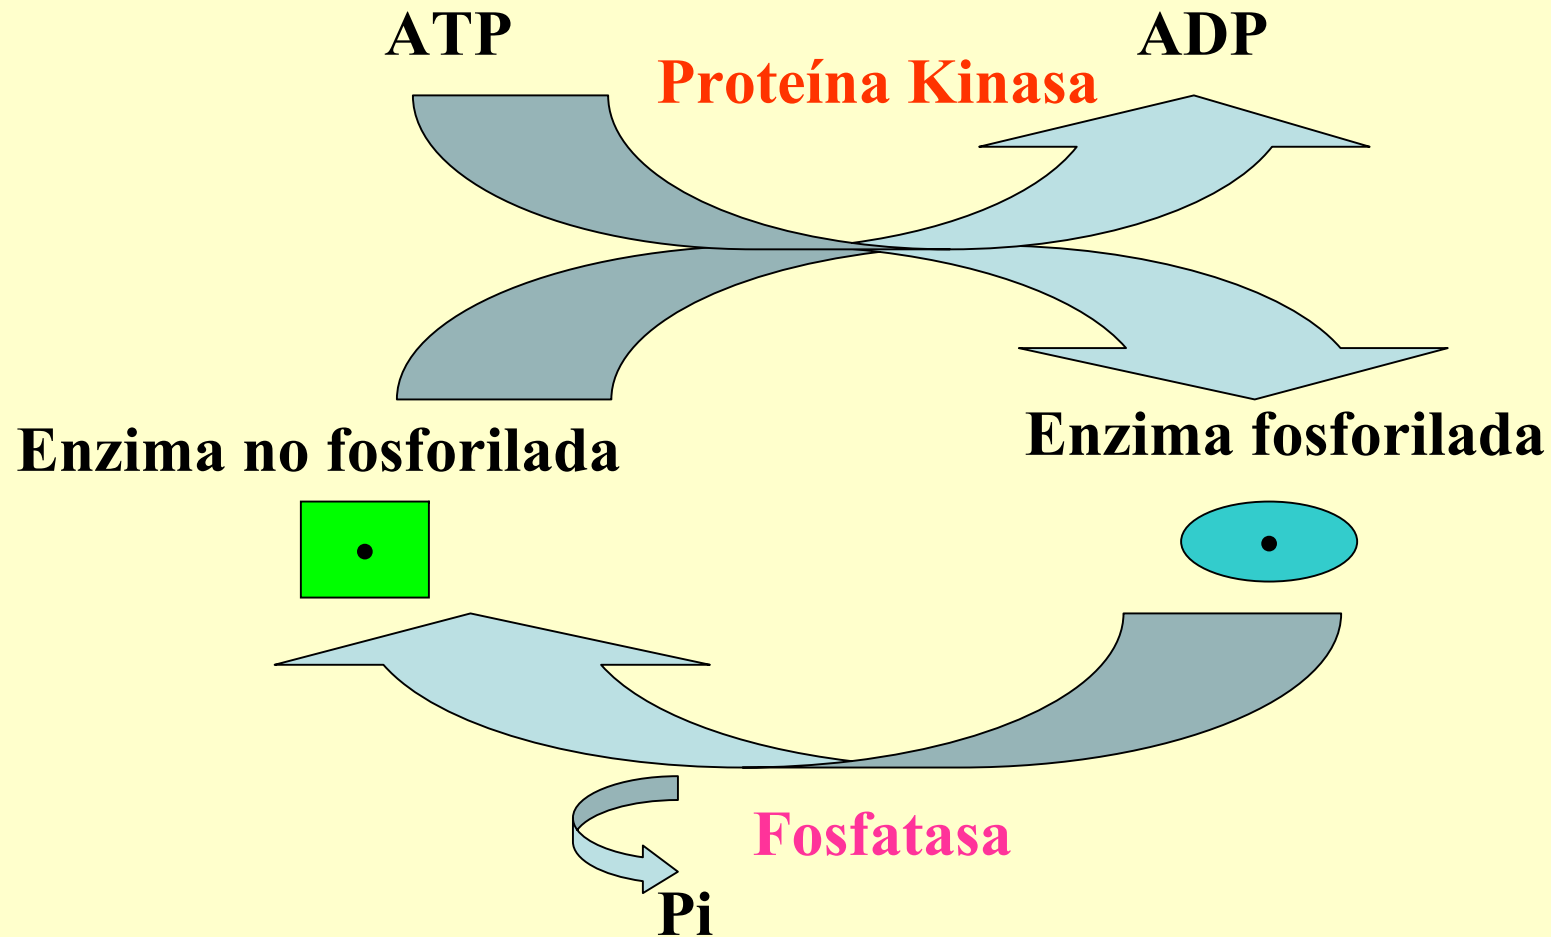 ATP
ADP
Proteína Kinasa
Enzima no fosforilada
Enzima fosforilada
Fosfatasa
Pi